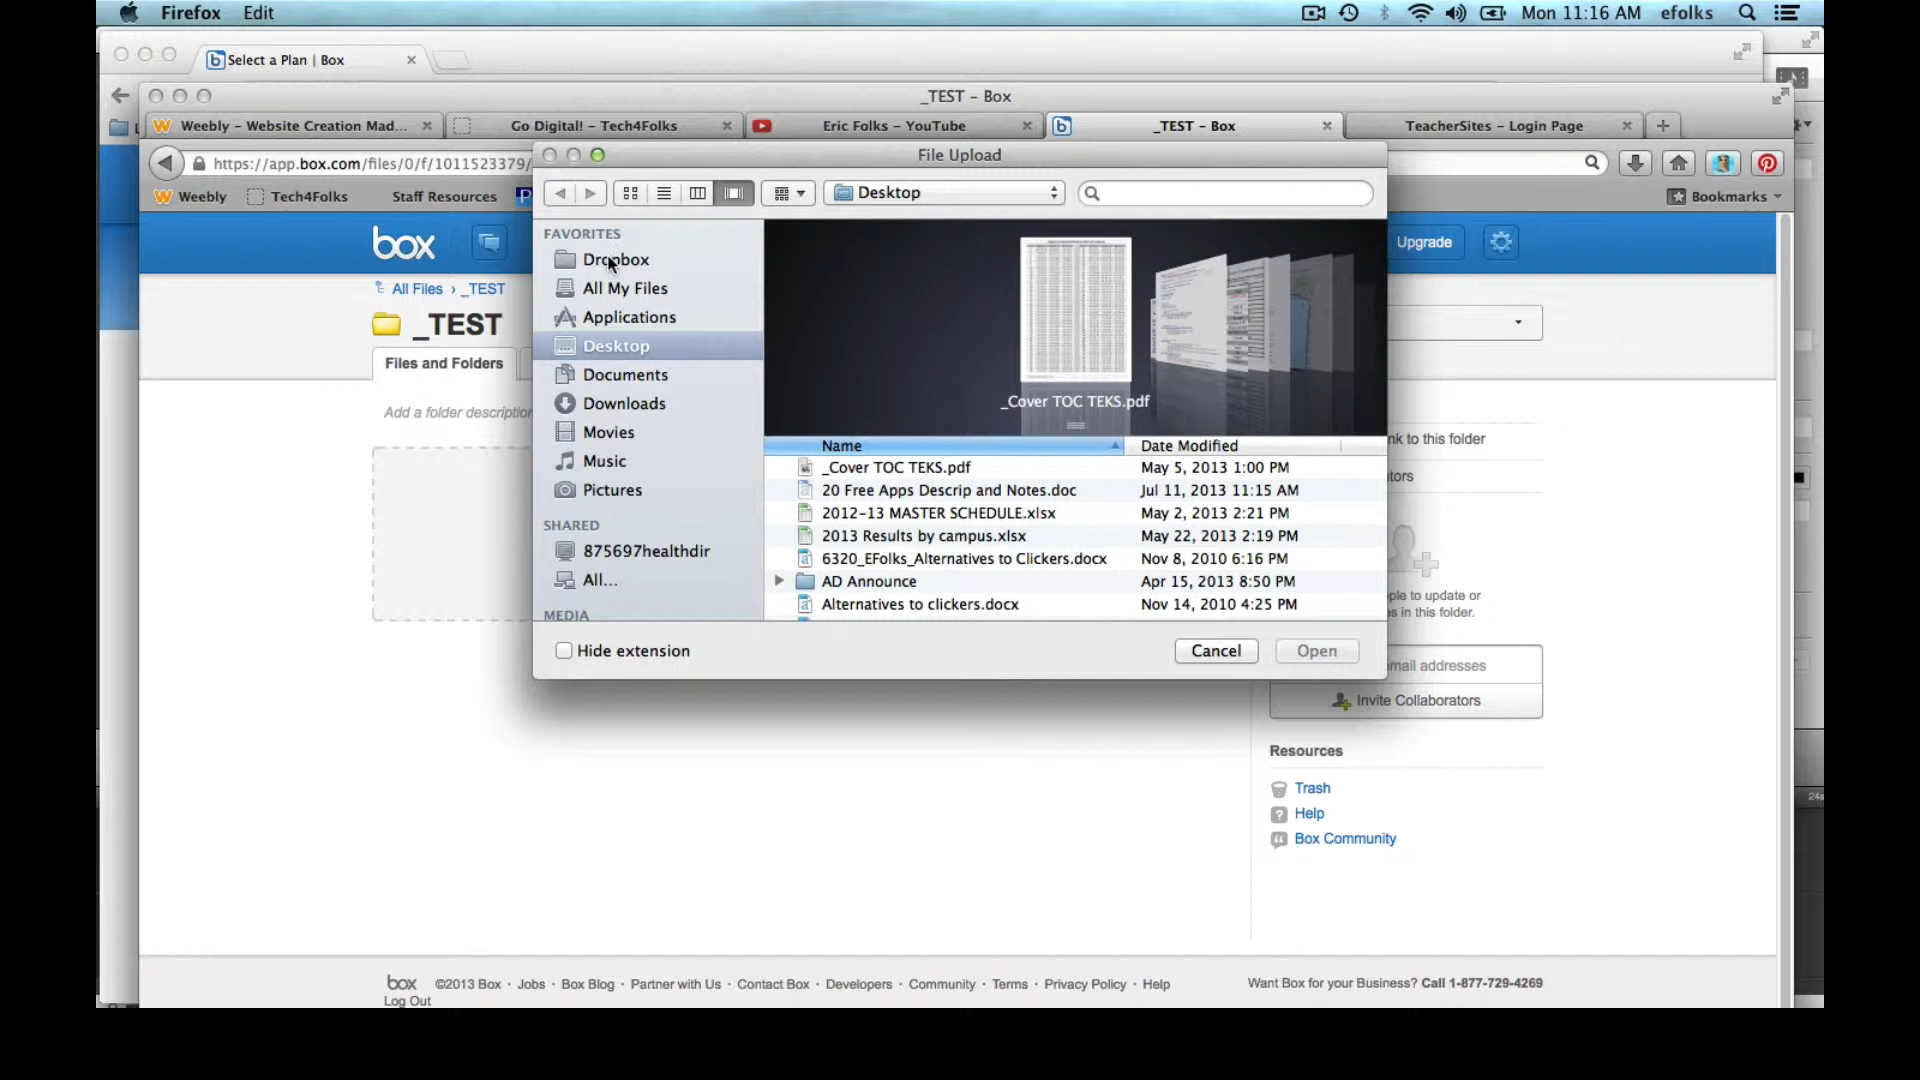 Firefox Edit Mon 11:16 AM efolks
Select a Plan | Box
_TEST – Box
Weebly – Website Creation Mad... Go Digital! – Tech4Folks Eric Folks – YouTube _TEST – Box TeacherSites – Login Page
https://app.box.com/files/0/f/1011523379/
Weebly Tech4Folks Staff Resources Bookmarks
File Upload
Desktop
box Upgrade
All Files › _TEST
_TEST
Files and Folders
Add a folder description
FAVORITES
Dropbox
All My Files
Applications
Desktop
Documents
Downloads
Movies
Music
Pictures
SHARED
875697healthdir
All...
MEDIA
_Cover TOC TEKS.pdf
Name Date Modified
_Cover TOC TEKS.pdf May 5, 2013 1:00 PM
20 Free Apps Descrip and Notes.doc Jul 11, 2013 11:15 AM
2012-13 MASTER SCHEDULE.xlsx May 2, 2013 2:21 PM
2013 Results by campus.xlsx May 22, 2013 2:19 PM
6320_EFolks_Alternatives to Clickers.docx Nov 8, 2010 6:16 PM
AD Announce Apr 15, 2013 8:50 PM
Alternatives to clickers.docx Nov 14, 2010 4:25 PM
Hide extension Cancel Open
to this folder
to update or
in this folder.
email addresses
Invite Collaborators
Resources
Trash
Help
Box Community
box ©2013 Box · Jobs · Box Blog · Partner with Us · Contact Box · Developers · Community · Terms · Privacy Policy · Help
Want Box for your Business? Call 1-877-729-4269
Log Out